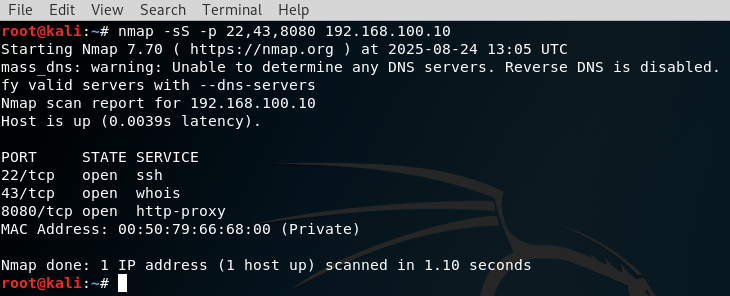 File Edit View Search Terminal Help
root@kali:~# nmap -sS -p 22,43,8080 192.168.100.10
Starting Nmap 7.70 ( https://nmap.org ) at 2025-08-24 13:05 UTC
mass_dns: warning: Unable to determine any DNS servers. Reverse DNS is disabled.
fy valid servers with --dns-servers
Nmap scan report for 192.168.100.10
Host is up (0.0039s latency).
PORT     STATE SERVICE
22/tcp   open  ssh
43/tcp   open  whois
8080/tcp open  http-proxy
MAC Address: 00:50:79:66:68:00 (Private)
Nmap done: 1 IP address (1 host up) scanned in 1.10 seconds
root@kali:~#